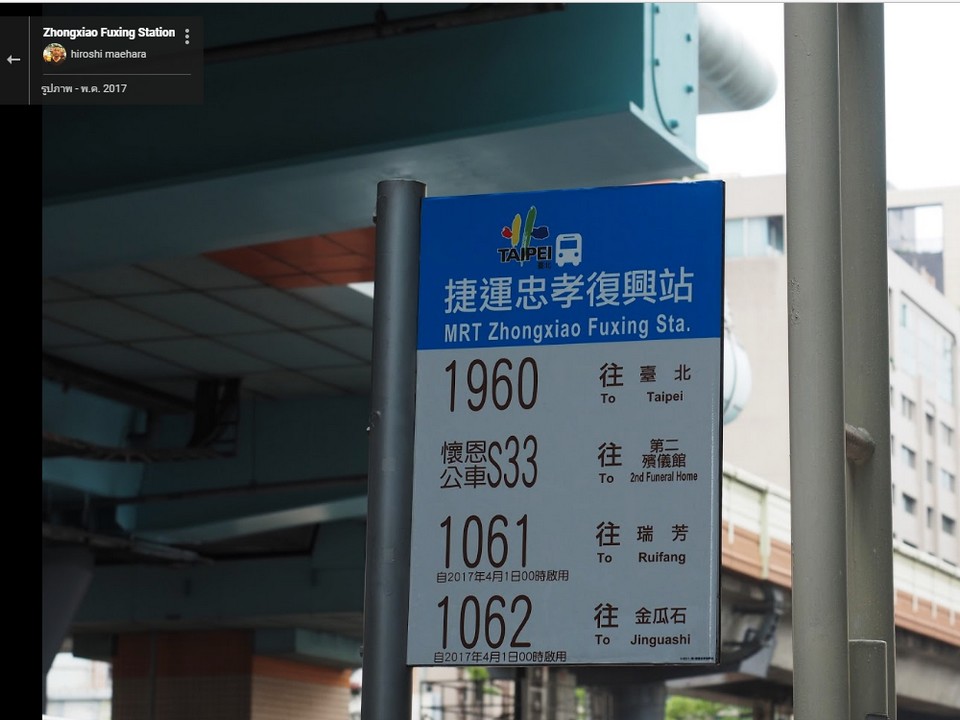 Zhongxiao Fuxing Station
hiroshi maehara
รูปภาพ - พ.ค. 2017
TAIPEI
捷運忠孝復興站
MRT Zhongxiao Fuxing Sta.
1960 往 臺北
To Taipei
懷恩公車S33 往 第二殯儀館
To 2nd Funeral Home
1061 往 瑞芳
To Ruifang
自2017年4月1日00時啟用
1062 往 金瓜石
To Jinguashi
自2017年4月1日00時啟用